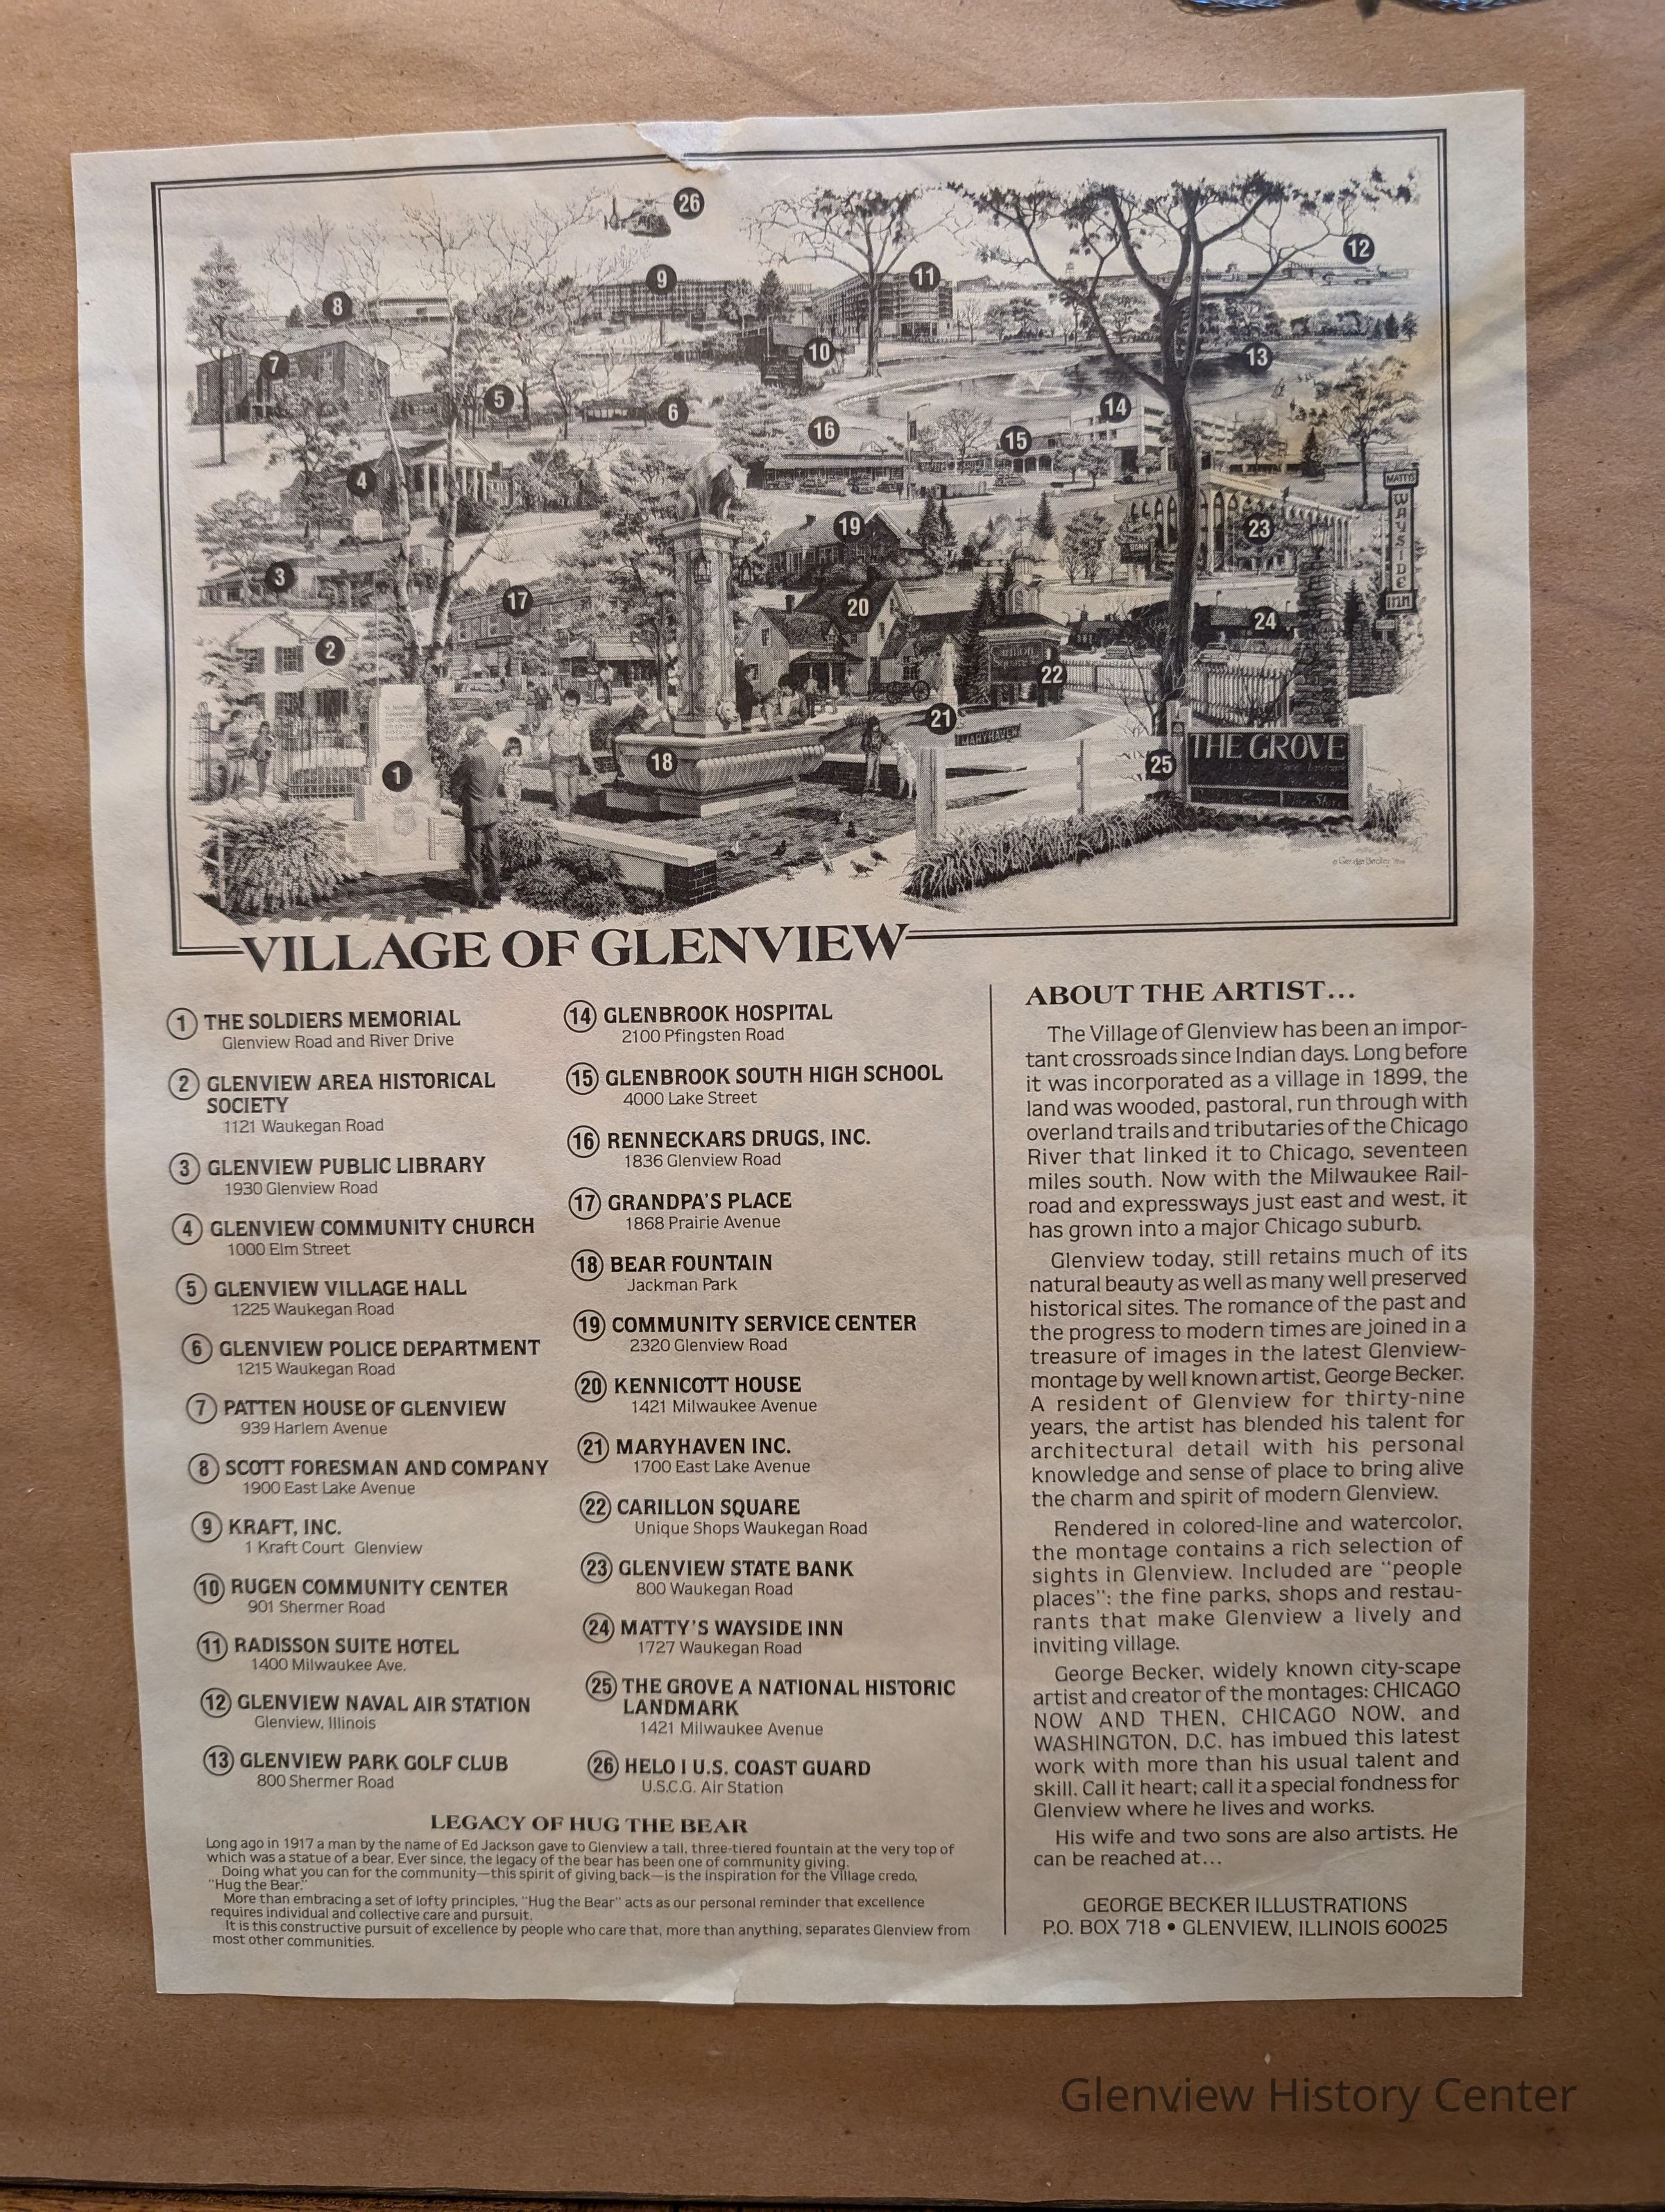 26
12
9
11
8
10
13
7
5
6
14
16
15
4
MATTY'S
WAYSIDE
INN
19
BANK
23
3
17
20
24
2
Carillon
Square
22
21
MARYHAVEN
1
18
25
THE GROVE
VILLAGE OF GLENVIEW
1 THE SOLDIERS MEMORIAL
Glenview Road and River Drive
2 GLENVIEW AREA HISTORICAL
SOCIETY
1121 Waukegan Road
3 GLENVIEW PUBLIC LIBRARY
1930 Glenview Road
4 GLENVIEW COMMUNITY CHURCH
1000 Elm Street
5 GLENVIEW VILLAGE HALL
1225 Waukegan Road
6 GLENVIEW POLICE DEPARTMENT
1215 Waukegan Road
7 PATTEN HOUSE OF GLENVIEW
939 Harlem Avenue
8 SCOTT FORESMAN AND COMPANY
1900 East Lake Avenue
9 KRAFT, INC.
1 Kraft Court Glenview
10 RUGEN COMMUNITY CENTER
901 Shermer Road
11 RADISSON SUITE HOTEL
1400 Milwaukee Ave.
12 GLENVIEW NAVAL AIR STATION
Glenview, Illinois
13 GLENVIEW PARK GOLF CLUB
800 Shermer Road
14 GLENBROOK HOSPITAL
2100 Pfingsten Road
15 GLENBROOK SOUTH HIGH SCHOOL
4000 Lake Street
16 RENNECKARS DRUGS, INC.
1836 Glenview Road
17 GRANDPA'S PLACE
1868 Prairie Avenue
18 BEAR FOUNTAIN
Jackman Park
19 COMMUNITY SERVICE CENTER
2320 Glenview Road
20 KENNICOTT HOUSE
1421 Milwaukee Avenue
21 MARYHAVEN INC.
1700 East Lake Avenue
22 CARILLON SQUARE
Unique Shops Waukegan Road
23 GLENVIEW STATE BANK
800 Waukegan Road
24 MATTY'S WAYSIDE INN
1727 Waukegan Road
25 THE GROVE A NATIONAL HISTORIC
LANDMARK
1421 Milwaukee Avenue
26 HELO I U.S. COAST GUARD
U.S.C.G. Air Station
LEGACY OF HUG THE BEAR
Long ago in 1917 a man by the name of Ed Jackson gave to Glenview a tall, three-tiered fountain at the very top of
which was a statue of a bear. Ever since, the legacy of the bear has been one of community giving.
Doing what you can for the community—this spirit of giving back—is the inspiration for the Village credo,
"Hug the Bear."
More than embracing a set of lofty principles, "Hug the Bear" acts as our personal reminder that excellence
requires individual and collective care and pursuit.
It is this constructive pursuit of excellence by people who care that, more than anything, separates Glenview from
most other communities.
ABOUT THE ARTIST...
The Village of Glenview has been an impor-
tant crossroads since Indian days. Long before
it was incorporated as a village in 1899, the
land was wooded, pastoral, run through with
overland trails and tributaries of the Chicago
River that linked it to Chicago, seventeen
miles south. Now with the Milwaukee Rail-
road and expressways just east and west, it
has grown into a major Chicago suburb.
Glenview today, still retains much of its
natural beauty as well as many well preserved
historical sites. The romance of the past and
the progress to modern times are joined in a
treasure of images in the latest Glenview-
montage by well known artist, George Becker.
A resident of Glenview for thirty-nine
years, the artist has blended his talent for
architectural detail with his personal
knowledge and sense of place to bring alive
the charm and spirit of modern Glenview.
Rendered in colored-line and watercolor,
the montage contains a rich selection of
sights in Glenview. Included are "people
places": the fine parks, shops and restau-
rants that make Glenview a lively and
inviting village.
George Becker, widely known city-scape
artist and creator of the montages: CHICAGO
NOW AND THEN, CHICAGO NOW, and
WASHINGTON, D.C. has imbued this latest
work with more than his usual talent and
skill. Call it heart; call it a special fondness for
Glenview where he lives and works.
His wife and two sons are also artists. He
can be reached at...
GEORGE BECKER ILLUSTRATIONS
P.O. BOX 718 • GLENVIEW, ILLINOIS 60025
Glenview History Center